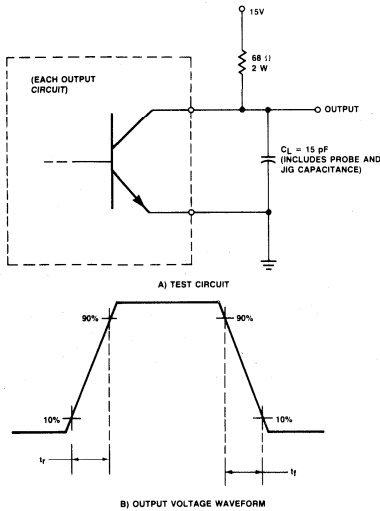 15V
68 Ω
2 W
(EACH OUTPUT
CIRCUIT)
OUTPUT
CL = 15 pF
(INCLUDES PROBE AND
JIG CAPACITANCE)
A) TEST CIRCUIT
90%
90%
10%
10%
tr
tf
B) OUTPUT VOLTAGE WAVEFORM